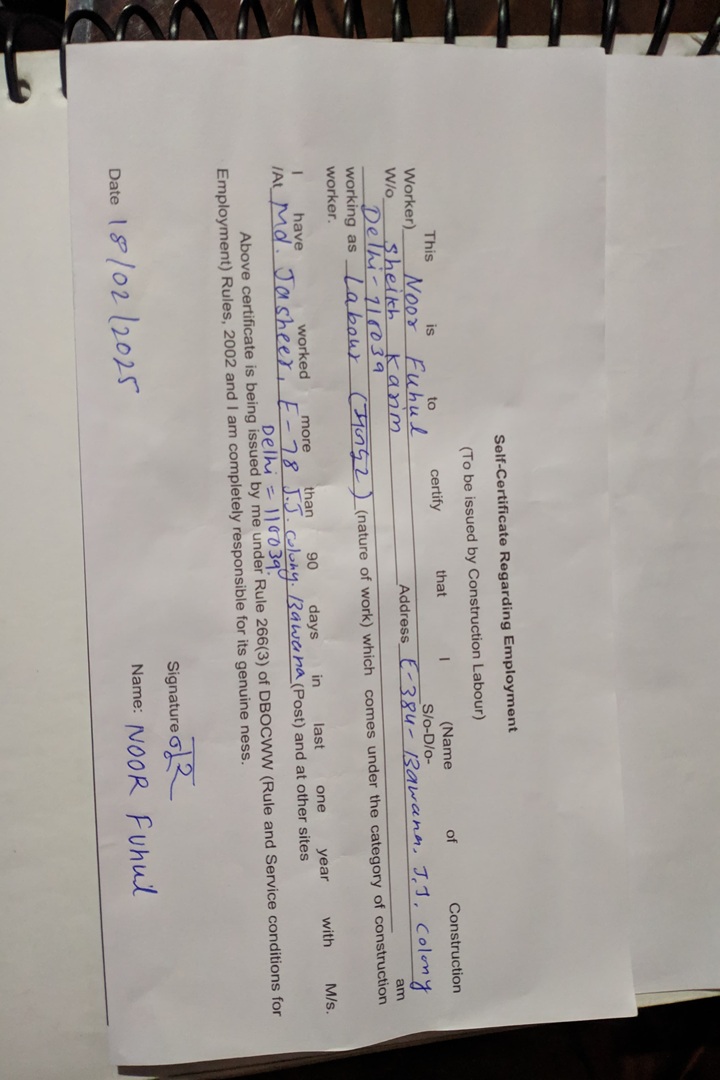 Self-Certificate Regarding Employment
(To be issued by Construction Labour)
This is to certify that I (Name of Construction
Worker) Noor Fuhul S/o-D/o-
W/o Sheikh Karim Address E-384-Bawana, J.J. colony am
Delhi-110039
working as Labour ( ) (nature of work) which comes under the category of construction
worker.
I have worked more than 90 days in last one year with M/s.
/At Md. Jasheer, E-78 J.J. colony. Bawana (Post) and at other sites
Delhi = 110039.
Above certificate is being issued by me under Rule 266(3) of DBOCWW (Rule and Service conditions for
Employment) Rules, 2002 and I am completely responsible for its genuine ness.
Signature
Date 18/02/2025
Name: NOOR Fuhul